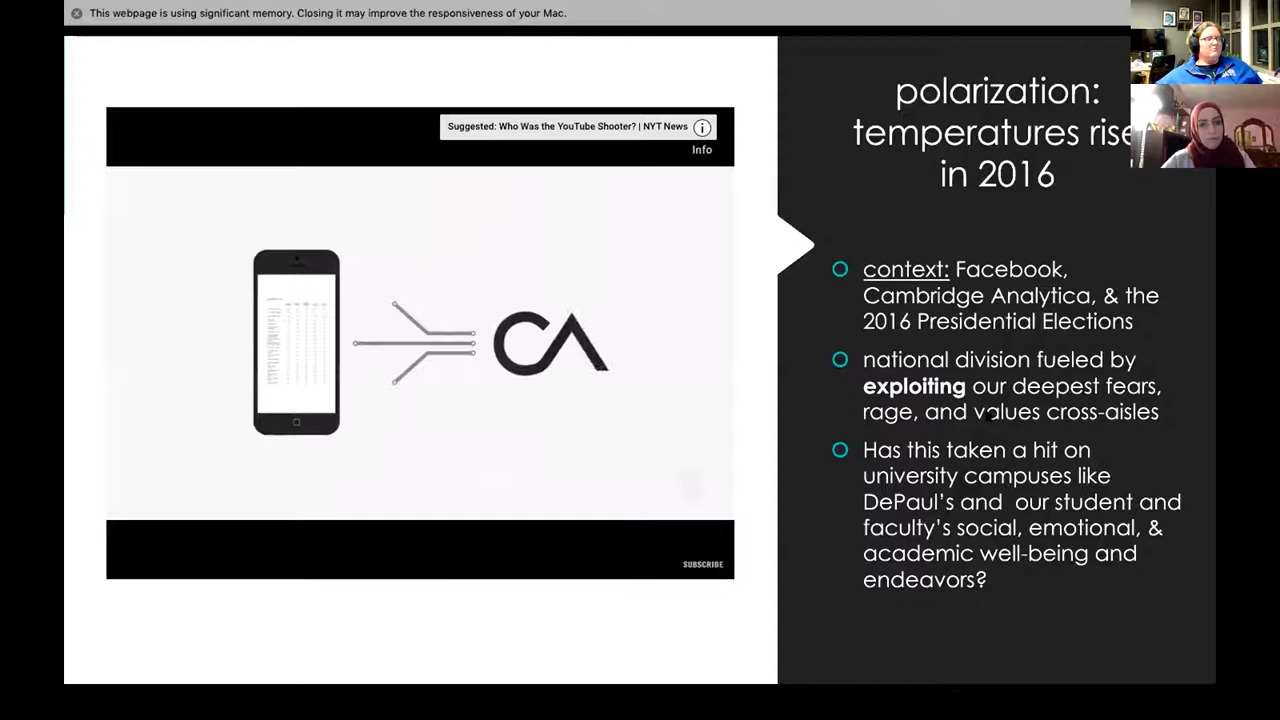 This webpage is using significant memory. Closing it may improve the responsiveness of your Mac.
Suggested: Who Was the YouTube Shooter? | NYT News
Info
CA
SUBSCRIBE
polarization:
temperatures rise
in 2016
context: Facebook,
Cambridge Analytica, & the
2016 Presidential Elections
national division fueled by
exploiting our deepest fears,
rage, and values cross-aisles
Has this taken a hit on
university campuses like
DePaul's and our student and
faculty's social, emotional, &
academic well-being and
endeavors?